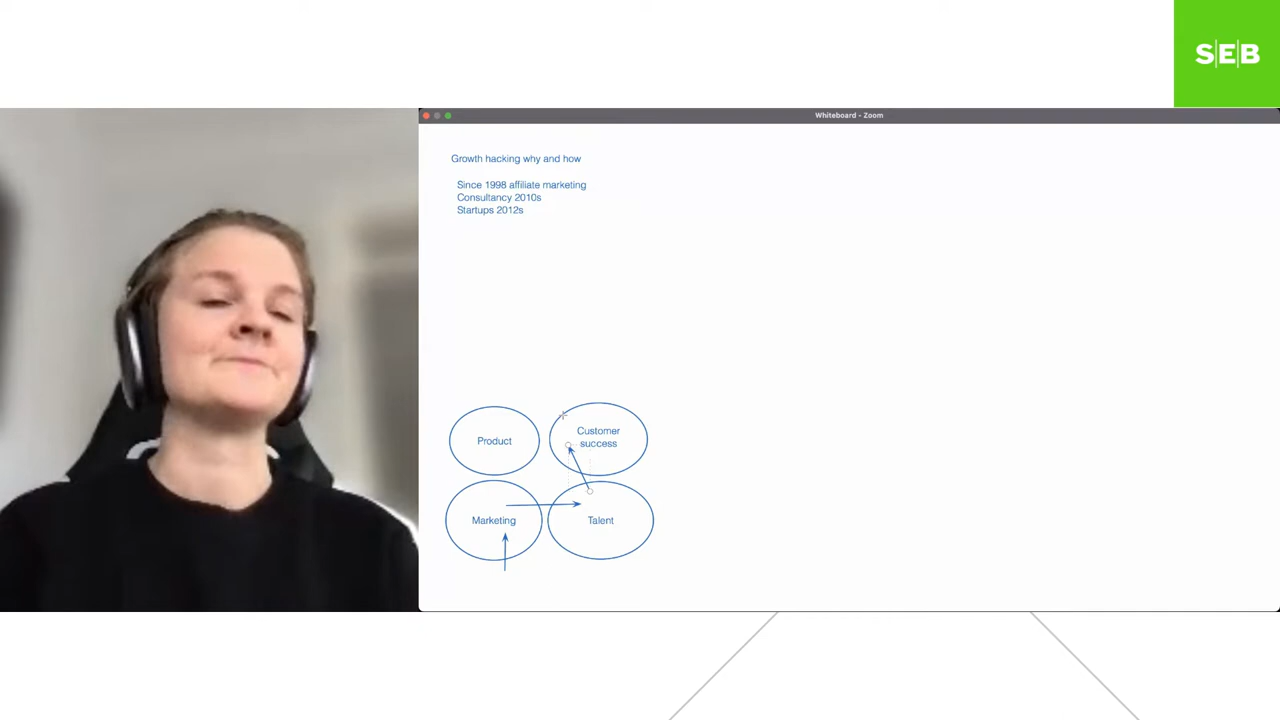 S|E|B
Whiteboard - Zoom
Growth hacking why and how
Since 1998 affiliate marketing
Consultancy 2010s
Startups 2012s
Product
Customer
success
Marketing
Talent